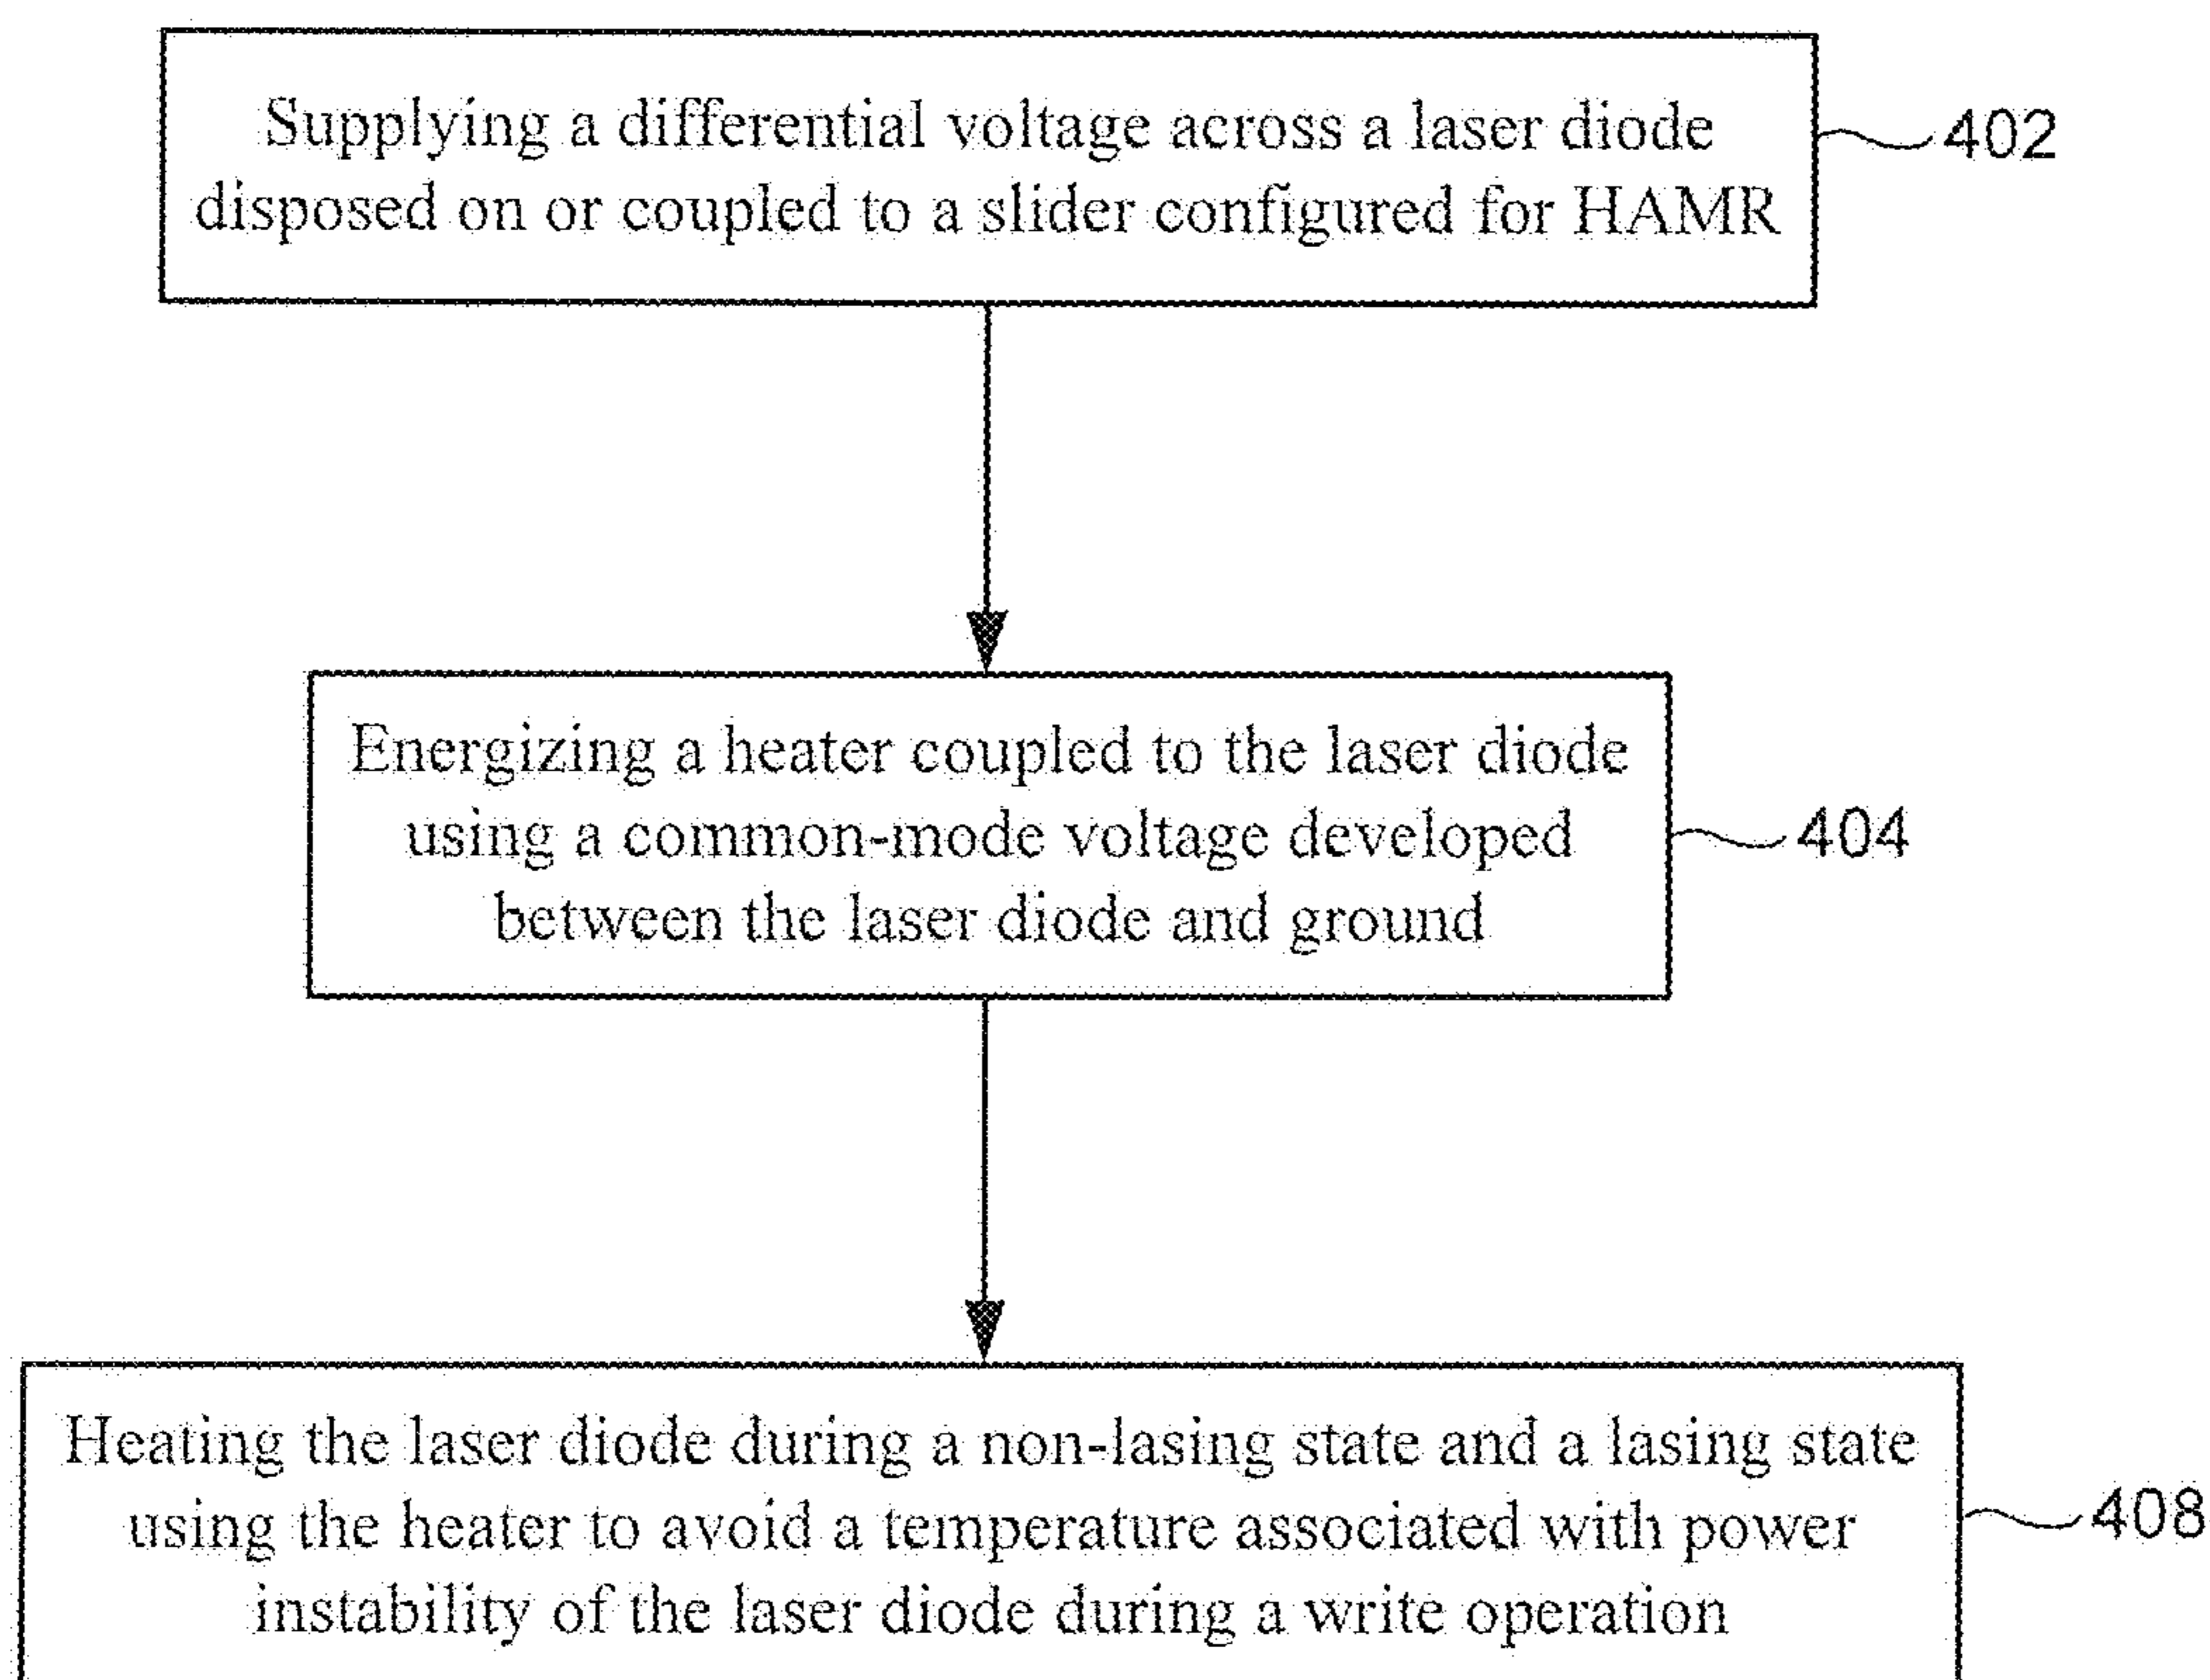 Supplying a differential voltage across a laser diode
disposed on or coupled to a slider configured for HAMR
402
Energizing a heater coupled to the laser diode
using a common-mode voltage developed
between the laser diode and ground
404
Heating the laser diode during a non-lasing state and a lasing state
using the heater to avoid a temperature associated with power
instability of the laser diode during a write operation
408